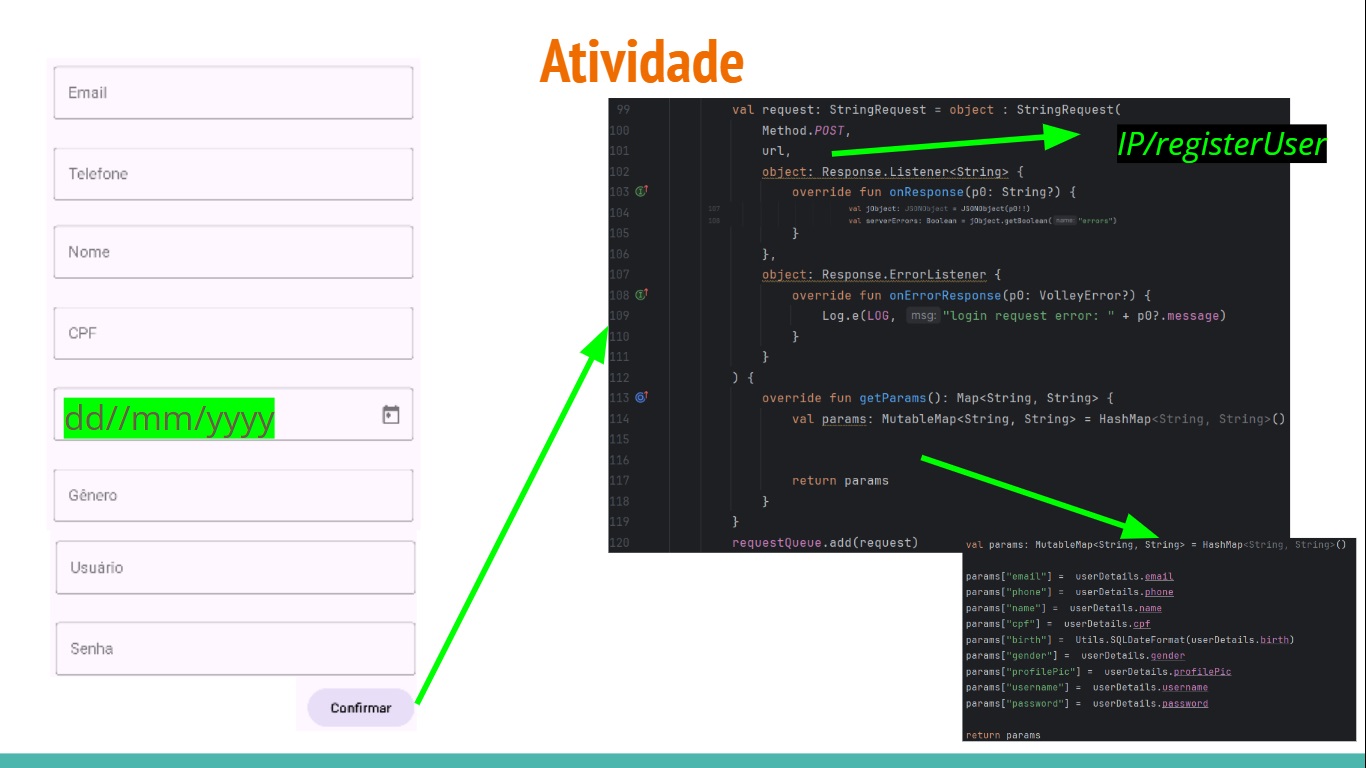 Atividade
Email
Telefone
Nome
CPF
dd//mm/yyyy
Gênero
Usuário
Senha
Confirmar
99 val request: StringRequest = object : StringRequest(
100 Method.POST,
101 url,
IP/registerUser
102 object: Response.Listener<String> {
103 override fun onResponse(p0: String?) {
104
107 val jObject: JSONObject = JSONObject(p0!!)
108 val serverErrors: Boolean = jObject.getBoolean( name: "errors")
105 }
106 },
107 object: Response.ErrorListener {
108 override fun onErrorResponse(p0: VolleyError?) {
109 Log.e(LOG, msg: "login request error: " + p0?.message)
110 }
111 }
112 ) {
113 override fun getParams(): Map<String, String> {
114 val params: MutableMap<String, String> = HashMap<String, String>()
115
116
117 return params
118 }
119 }
120 requestQueue.add(request)
val params: MutableMap<String, String> = HashMap<String, String>()
params["email"] = userDetails.email
params["phone"] = userDetails.phone
params["name"] = userDetails.name
params["cpf"] = userDetails.cpf
params["birth"] = Utils.SQLDateFormat(userDetails.birth)
params["gender"] = userDetails.gender
params["profilePic"] = userDetails.profilePic
params["username"] = userDetails.username
params["password"] = userDetails.password
return params